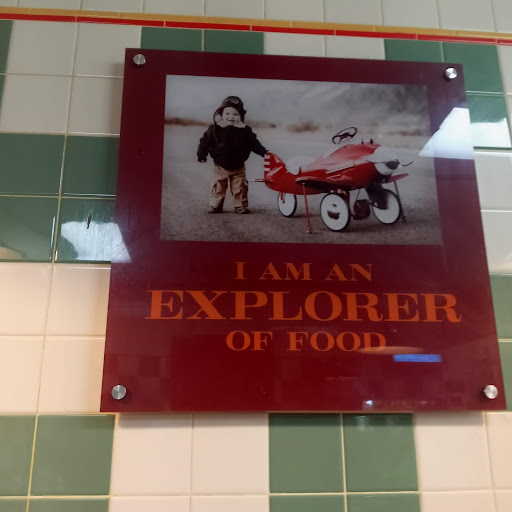 I AM AN
EXPLORER
OF FOOD